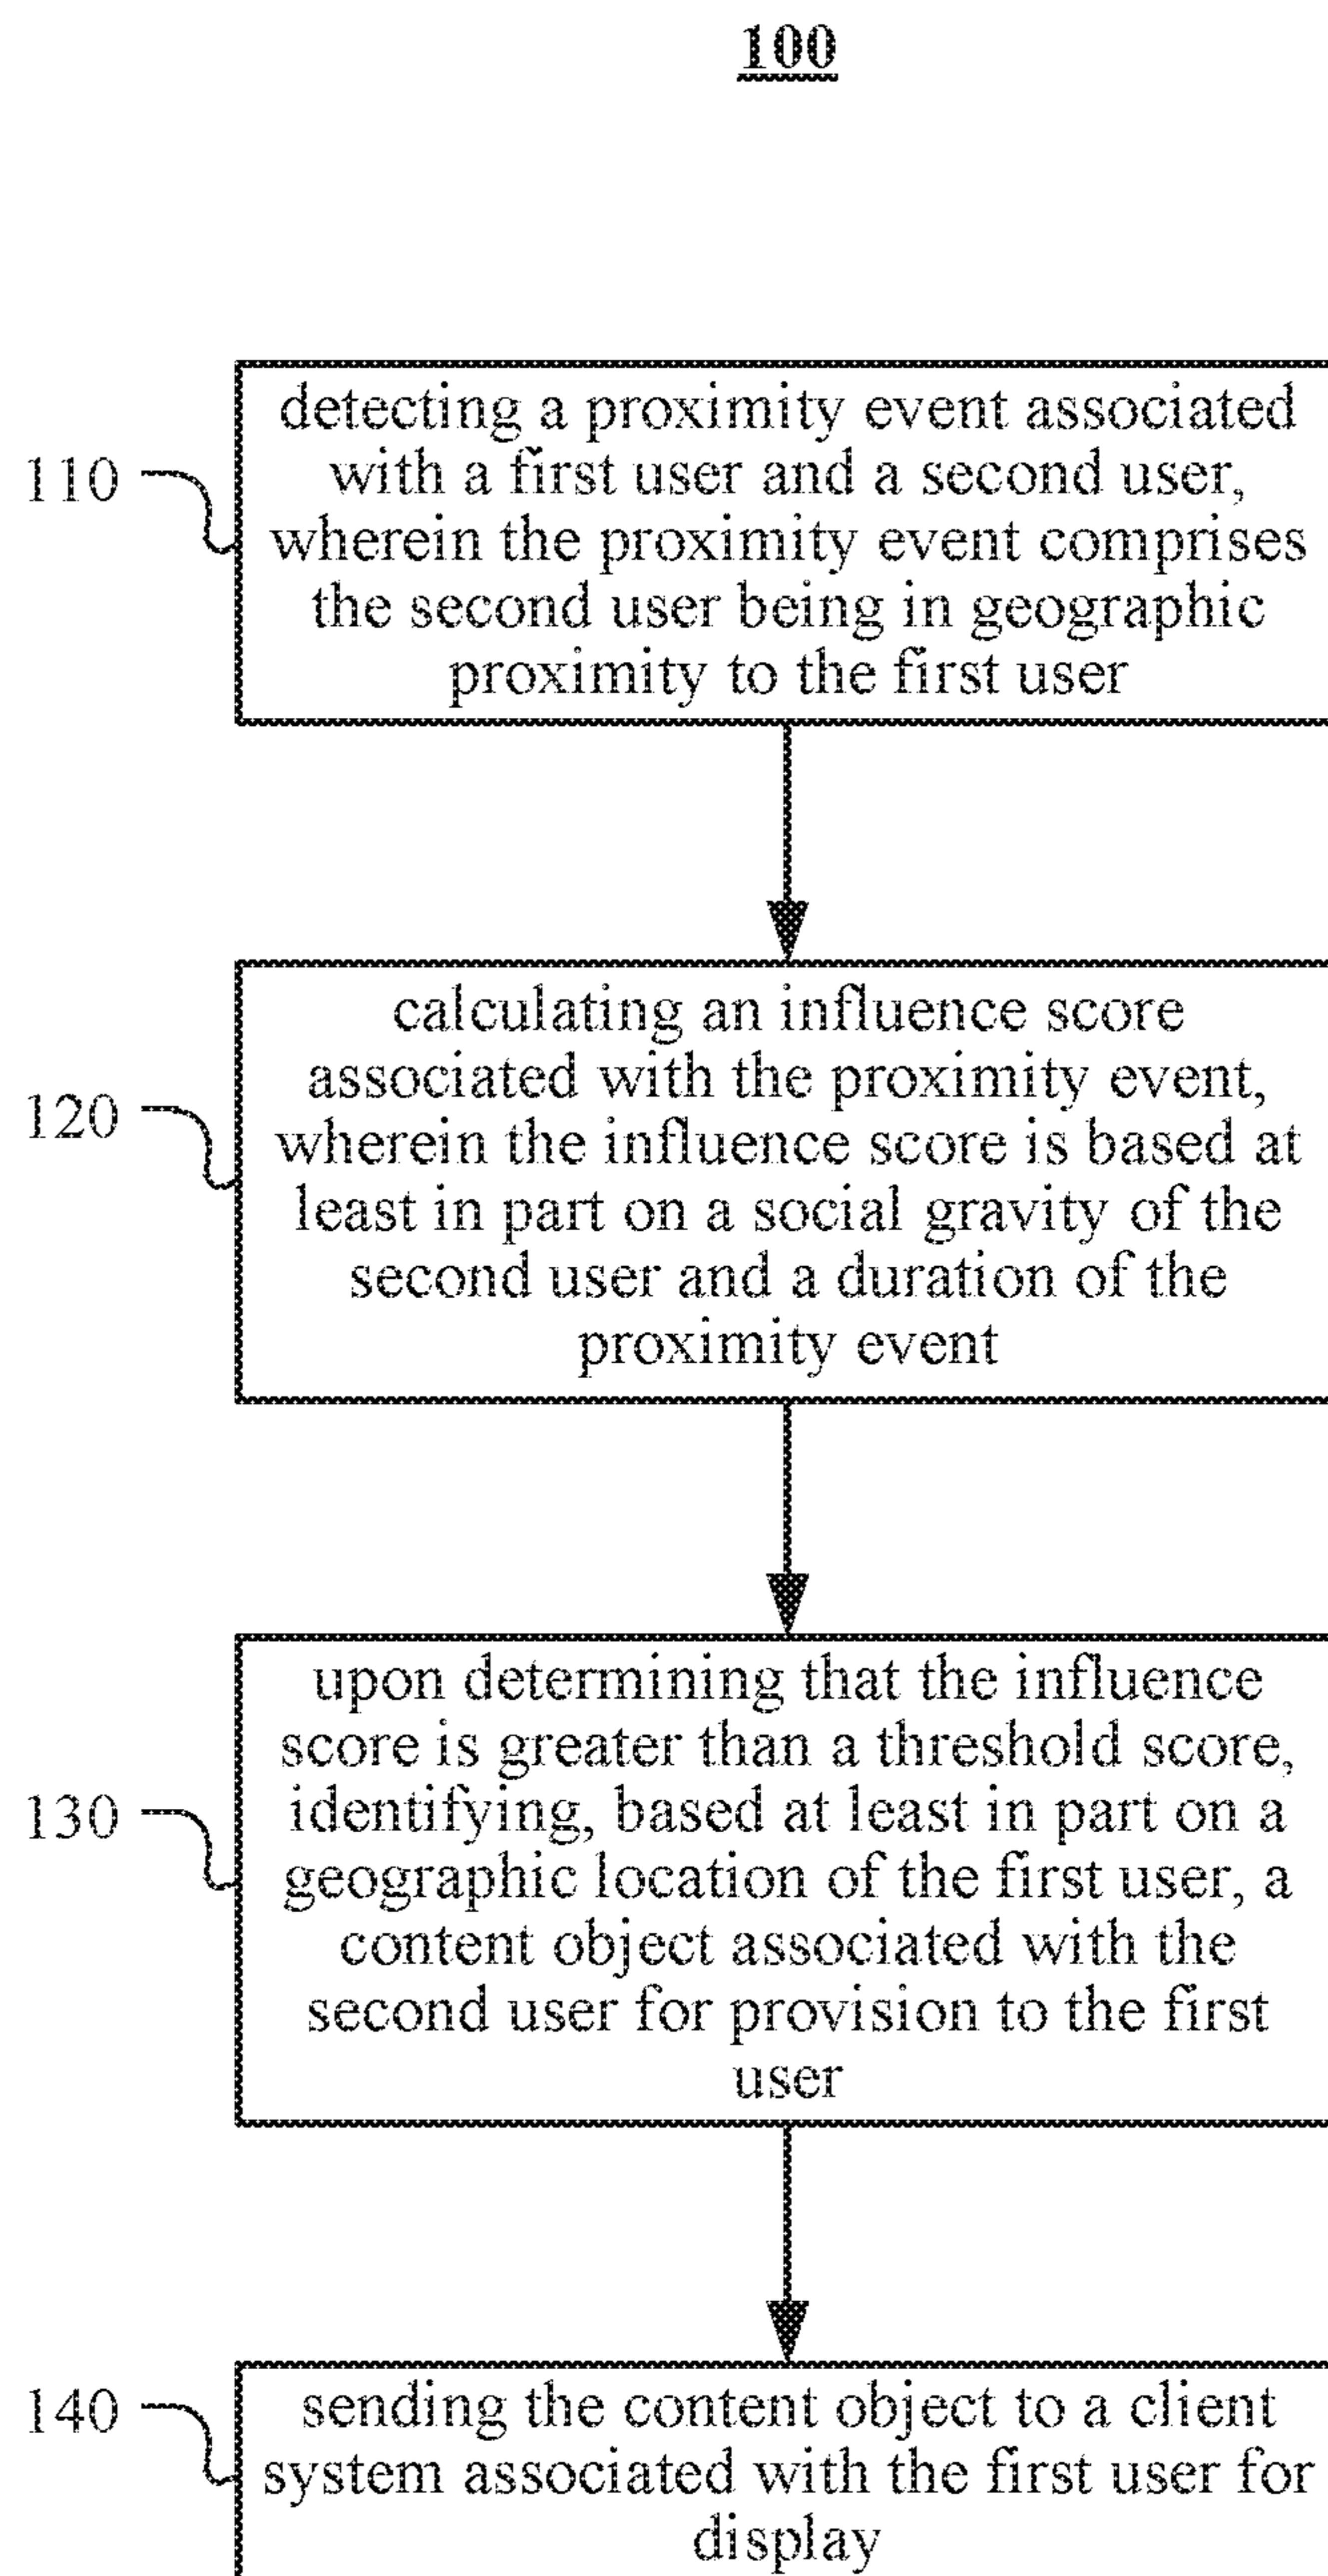 100
110
detecting a proximity event associated
with a first user and a second user,
wherein the proximity event comprises
the second user being in geographic
proximity to the first user
120
calculating an influence score
associated with the proximity event,
wherein the influence score is based at
least in part on a social gravity of the
second user and a duration of the
proximity event
130
upon determining that the influence
score is greater than a threshold score,
identifying, based at least in part on a
geographic location of the first user, a
content object associated with the
second user for provision to the first
user
140
sending the content object to a client
system associated with the first user for
display